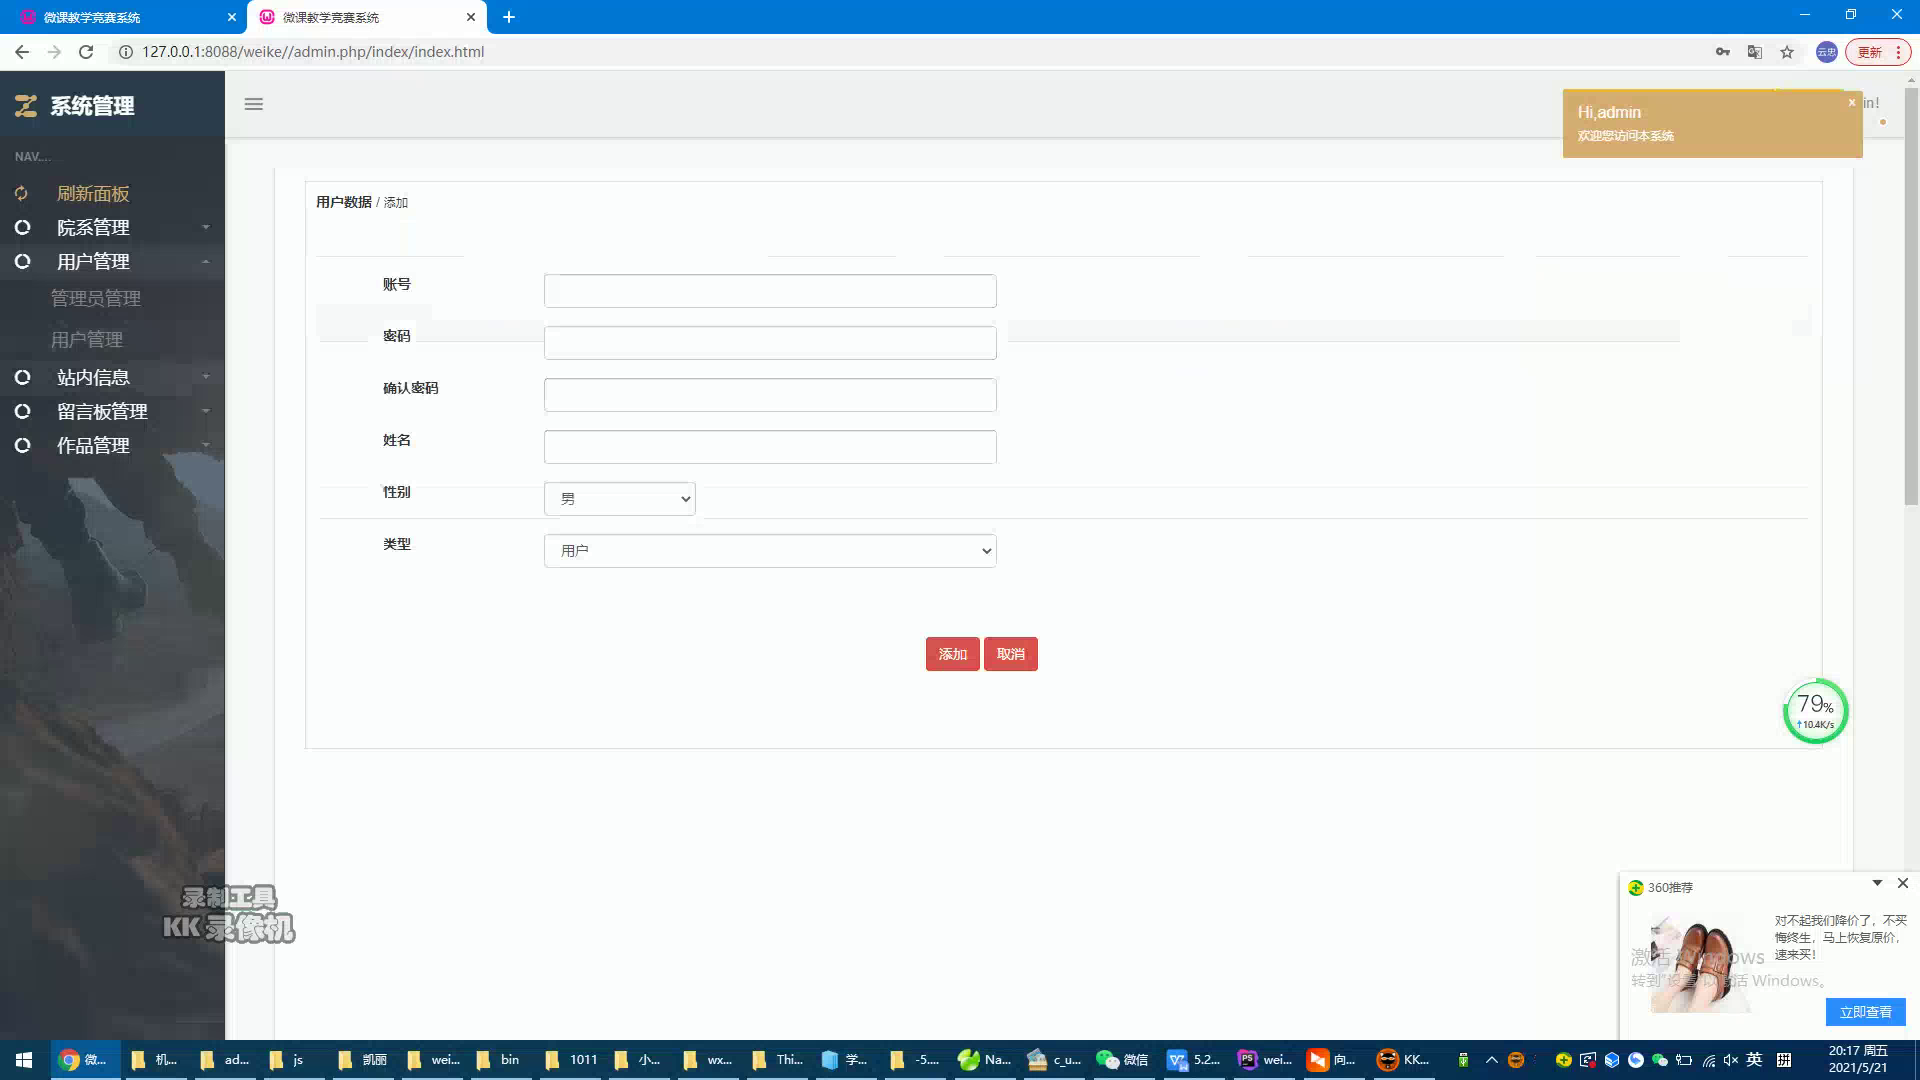 微课教学竞赛系统
微课教学竞赛系统
127.0.0.1:8088/weike//admin.php/index/index.html
云忠
更新
系统管理
in!
Hi,admin
欢迎您访问本系统
NAV....
刷新面板
院系管理
用户管理
管理员管理
用户管理
站内信息
留言板管理
作品管理
用户数据 / 添加
账号
密码
确认密码
姓名
性别
男
类型
用户
添加
取消
79%
10.4K/s
录制工具
KK 录像机
360推荐
对不起我们降价了，不买
悔终生，马上恢复原价，
速来买！
激活 Windows
转到"设置"以激活 Windows。
立即查看
微...
机...
ad...
js
凯丽
wei...
bin
1011
小...
wx...
Thi...
学...
-5....
Na...
c_u...
微信
5.2...
wei...
向...
KK...
英
拼
20:17 周五
2021/5/21